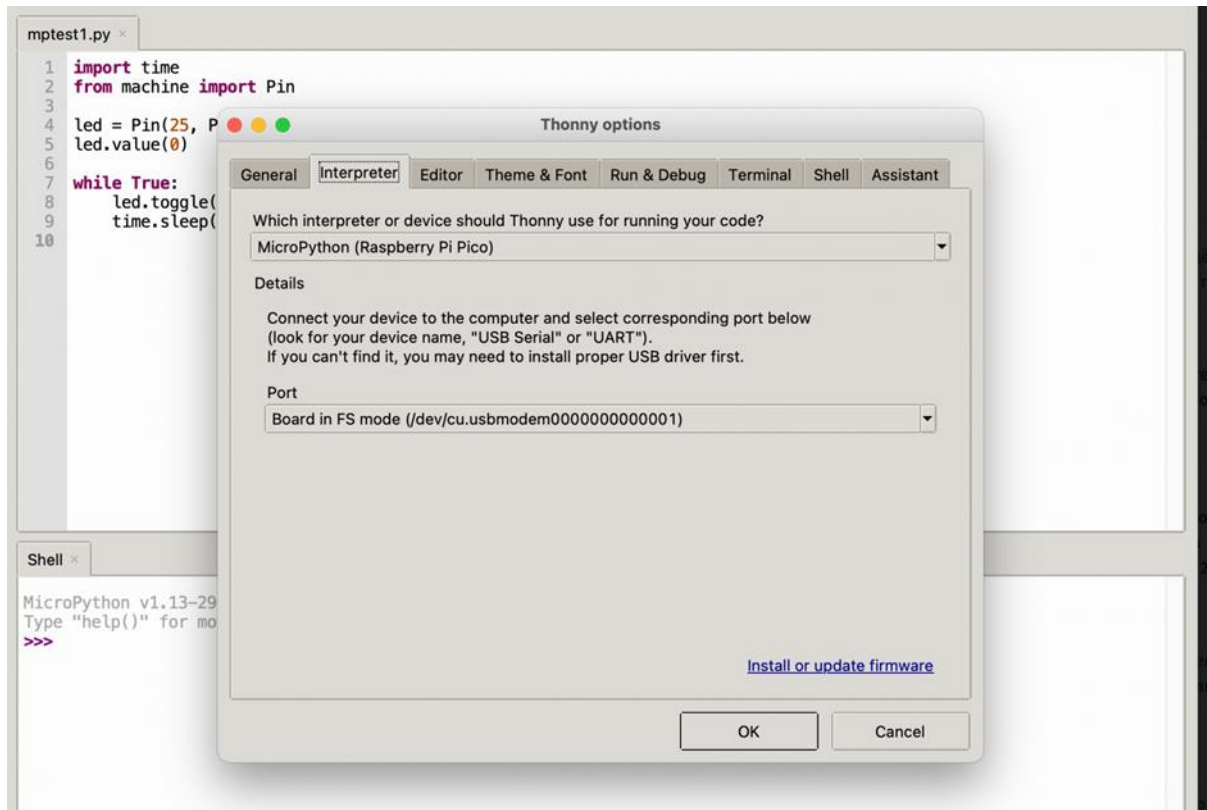 mptest1.py ×
1 import time
2 from machine import Pin
3
4 led = Pin(25, P
5 led.value(0)
6
7 while True:
8 led.toggle(
9 time.sleep(
10
Thonny options
General Interpreter Editor Theme & Font Run & Debug Terminal Shell Assistant
Which interpreter or device should Thonny use for running your code?
MicroPython (Raspberry Pi Pico)
Details
Connect your device to the computer and select corresponding port below
(look for your device name, "USB Serial" or "UART").
If you can't find it, you may need to install proper USB driver first.
Port
Board in FS mode (/dev/cu.usbmodem0000000000001)
Install or update firmware
OK Cancel
Shell ×
MicroPython v1.13-29
Type "help()" for mo
>>>